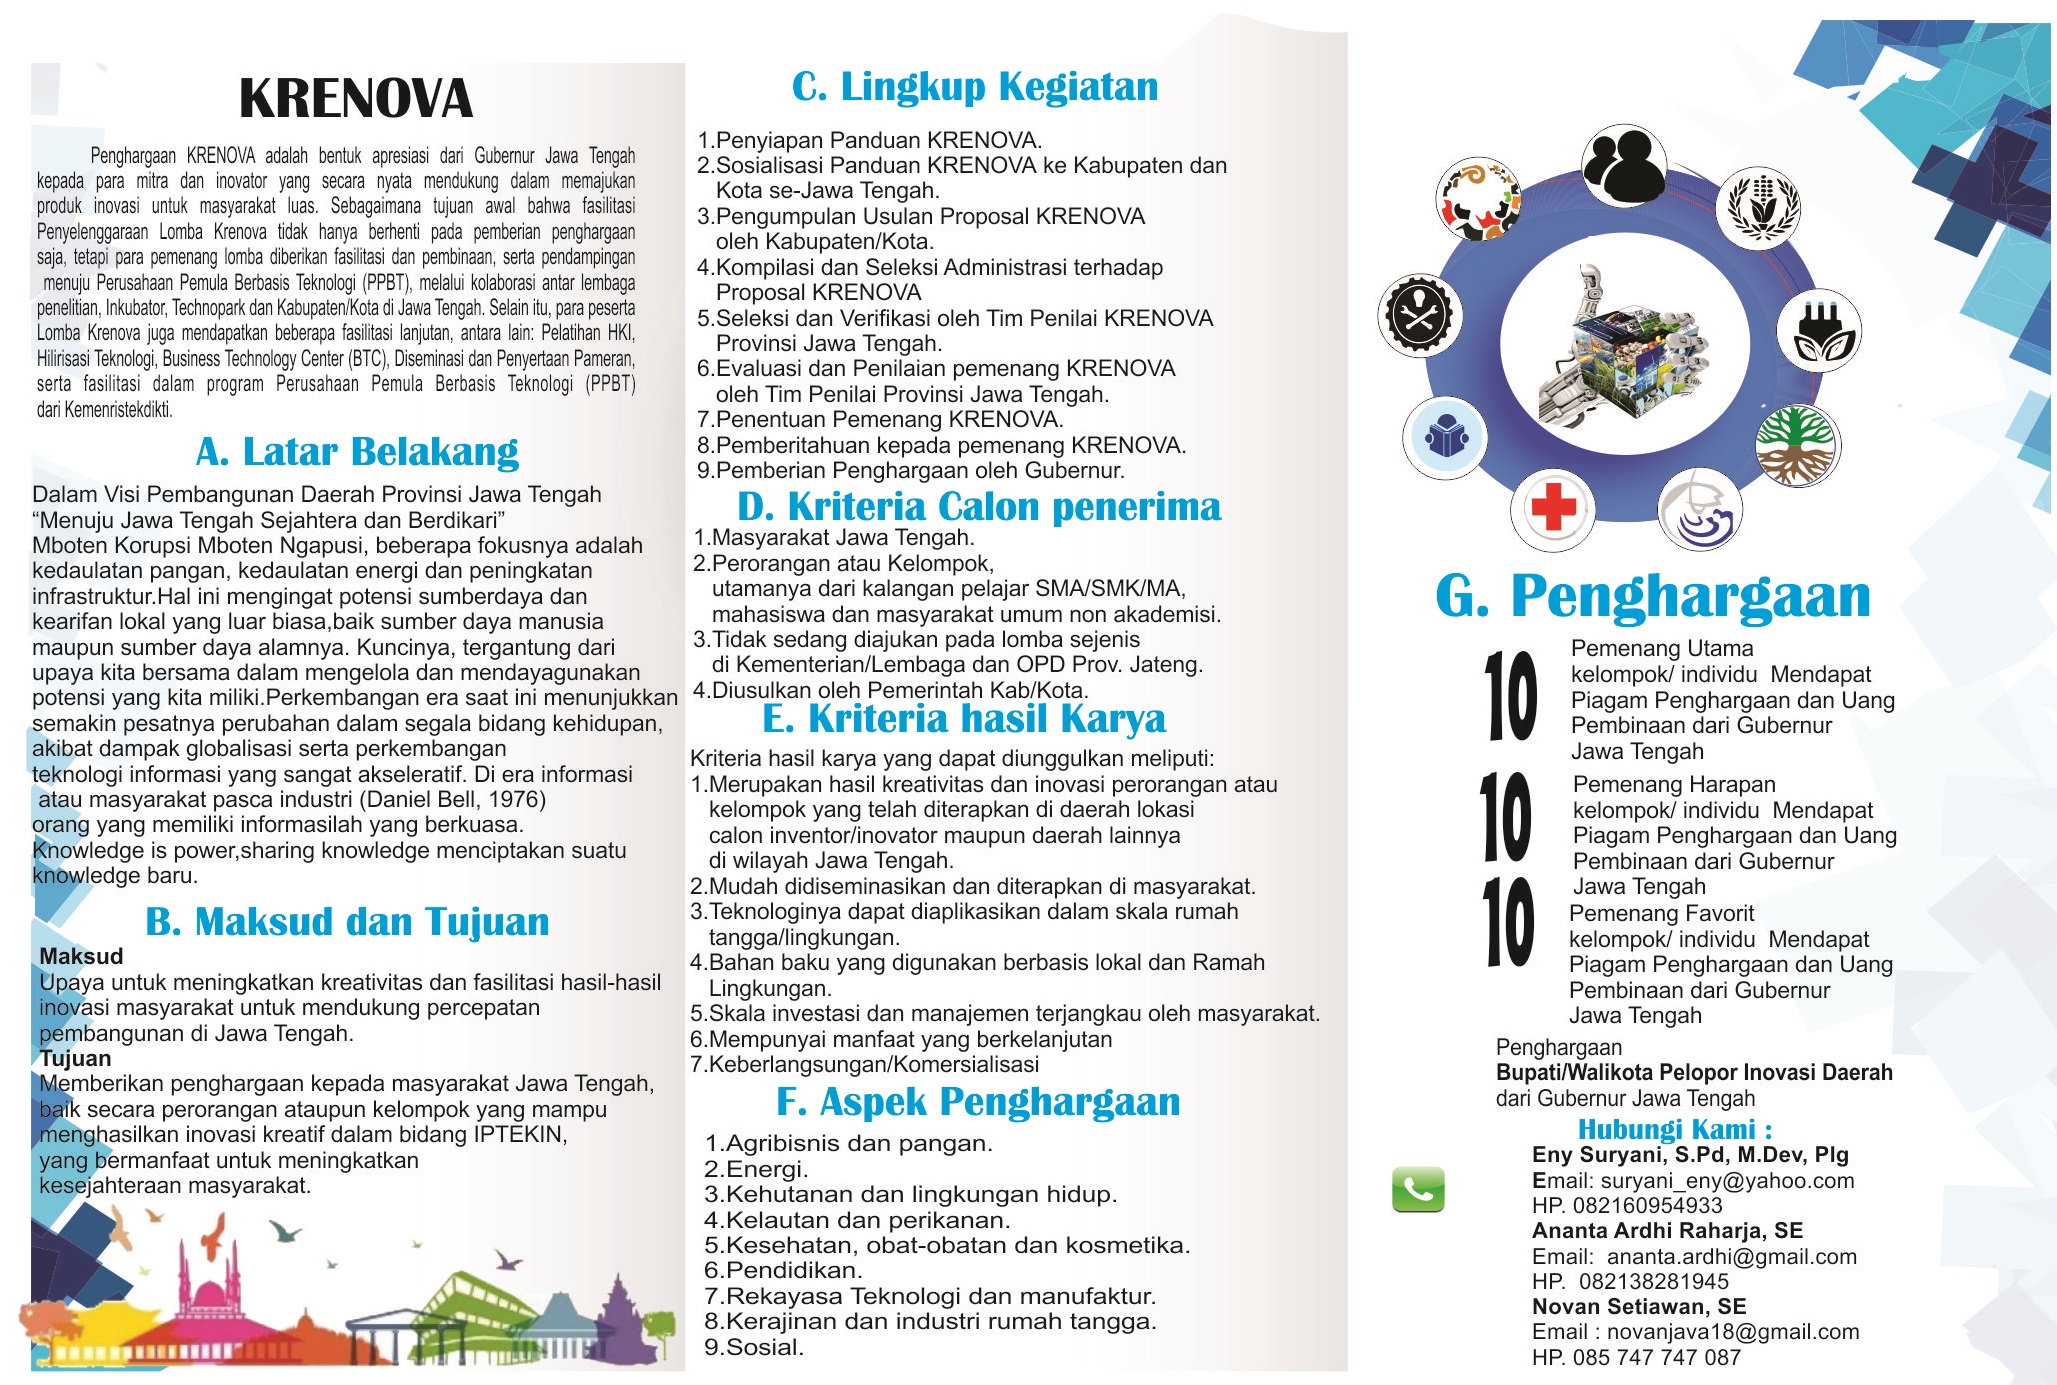 KRENOVA
Penghargaan KRENOVA adalah bentuk apresiasi dari Gubernur Jawa Tengah
kepada para mitra dan inovator yang secara nyata mendukung dalam memajukan
produk inovasi untuk masyarakat luas. Sebagaimana tujuan awal bahwa fasilitasi
Penyelenggaraan Lomba Krenova tidak hanya berhenti pada pemberian penghargaan
saja, tetapi para pemenang lomba diberikan fasilitasi dan pembinaan, serta pendampingan
menuju Perusahaan Pemula Berbasis Teknologi (PPBT), melalui kolaborasi antar lembaga
penelitian, Inkubator, Technopark dan Kabupaten/Kota di Jawa Tengah. Selain itu, para peserta
Lomba Krenova juga mendapatkan beberapa fasilitasi lanjutan, antara lain: Pelatihan HKI,
Hilirisasi Teknologi, Business Technology Center (BTC), Diseminasi dan Penyertaan Pameran,
serta fasilitasi dalam program Perusahaan Pemula Berbasis Teknologi (PPBT)
dari Kemenristekdikti.
A. Latar Belakang
Dalam Visi Pembangunan Daerah Provinsi Jawa Tengah
“Menuju Jawa Tengah Sejahtera dan Berdikari”
Mboten Korupsi Mboten Ngapusi, beberapa fokusnya adalah
kedaulatan pangan, kedaulatan energi dan peningkatan
infrastruktur.Hal ini mengingat potensi sumberdaya dan
kearifan lokal yang luar biasa,baik sumber daya manusia
maupun sumber daya alamnya. Kuncinya, tergantung dari
upaya kita bersama dalam mengelola dan mendayagunakan
potensi yang kita miliki.Perkembangan era saat ini menunjukkan
semakin pesatnya perubahan dalam segala bidang kehidupan,
akibat dampak globalisasi serta perkembangan
teknologi informasi yang sangat akseleratif. Di era informasi
atau masyarakat pasca industri (Daniel Bell, 1976)
orang yang memiliki informasilah yang berkuasa.
Knowledge is power,sharing knowledge menciptakan suatu
knowledge baru.
B. Maksud dan Tujuan
Maksud
Upaya untuk meningkatkan kreativitas dan fasilitasi hasil-hasil
inovasi masyarakat untuk mendukung percepatan
pembangunan di Jawa Tengah.
Tujuan
Memberikan penghargaan kepada masyarakat Jawa Tengah,
baik secara perorangan ataupun kelompok yang mampu
menghasilkan inovasi kreatif dalam bidang IPTEKIN,
yang bermanfaat untuk meningkatkan
kesejahteraan masyarakat.
C. Lingkup Kegiatan
1.Penyiapan Panduan KRENOVA.
2.Sosialisasi Panduan KRENOVA ke Kabupaten dan
Kota se-Jawa Tengah.
3.Pengumpulan Usulan Proposal KRENOVA
oleh Kabupaten/Kota.
4.Kompilasi dan Seleksi Administrasi terhadap
Proposal KRENOVA
5.Seleksi dan Verifikasi oleh Tim Penilai KRENOVA
Provinsi Jawa Tengah.
6.Evaluasi dan Penilaian pemenang KRENOVA
oleh Tim Penilai Provinsi Jawa Tengah.
7.Penentuan Pemenang KRENOVA.
8.Pemberitahuan kepada pemenang KRENOVA.
9.Pemberian Penghargaan oleh Gubernur.
D. Kriteria Calon penerima
1.Masyarakat Jawa Tengah.
2.Perorangan atau Kelompok,
utamanya dari kalangan pelajar SMA/SMK/MA,
mahasiswa dan masyarakat umum non akademisi.
3.Tidak sedang diajukan pada lomba sejenis
di Kementerian/Lembaga dan OPD Prov. Jateng.
4.Diusulkan oleh Pemerintah Kab/Kota.
E. Kriteria hasil Karya
Kriteria hasil karya yang dapat diunggulkan meliputi:
1.Merupakan hasil kreativitas dan inovasi perorangan atau
kelompok yang telah diterapkan di daerah lokasi
calon inventor/inovator maupun daerah lainnya
di wilayah Jawa Tengah.
2.Mudah didiseminasikan dan diterapkan di masyarakat.
3.Teknologinya dapat diaplikasikan dalam skala rumah
tangga/lingkungan.
4.Bahan baku yang digunakan berbasis lokal dan Ramah
Lingkungan.
5.Skala investasi dan manajemen terjangkau oleh masyarakat.
6.Mempunyai manfaat yang berkelanjutan
7.Keberlangsungan/Komersialisasi
F. Aspek Penghargaan
1.Agribisnis dan pangan.
2.Energi.
3.Kehutanan dan lingkungan hidup.
4.Kelautan dan perikanan.
5.Kesehatan, obat-obatan dan kosmetika.
6.Pendidikan.
7.Rekayasa Teknologi dan manufaktur.
8.Kerajinan dan industri rumah tangga.
9.Sosial.
G. Penghargaan
10
Pemenang Utama
kelompok/ individu Mendapat
Piagam Penghargaan dan Uang
Pembinaan dari Gubernur
Jawa Tengah
10
Pemenang Harapan
kelompok/ individu Mendapat
Piagam Penghargaan dan Uang
Pembinaan dari Gubernur
Jawa Tengah
10
Pemenang Favorit
kelompok/ individu Mendapat
Piagam Penghargaan dan Uang
Pembinaan dari Gubernur
Jawa Tengah
Penghargaan
Bupati/Walikota Pelopor Inovasi Daerah
dari Gubernur Jawa Tengah
Hubungi Kami :
Eny Suryani, S.Pd, M.Dev, Plg
Email: suryani_eny@yahoo.com
HP. 082160954933
Ananta Ardhi Raharja, SE
Email: ananta.ardhi@gmail.com
HP. 082138281945
Novan Setiawan, SE
Email : novanjava18@gmail.com
HP. 085 747 747 087